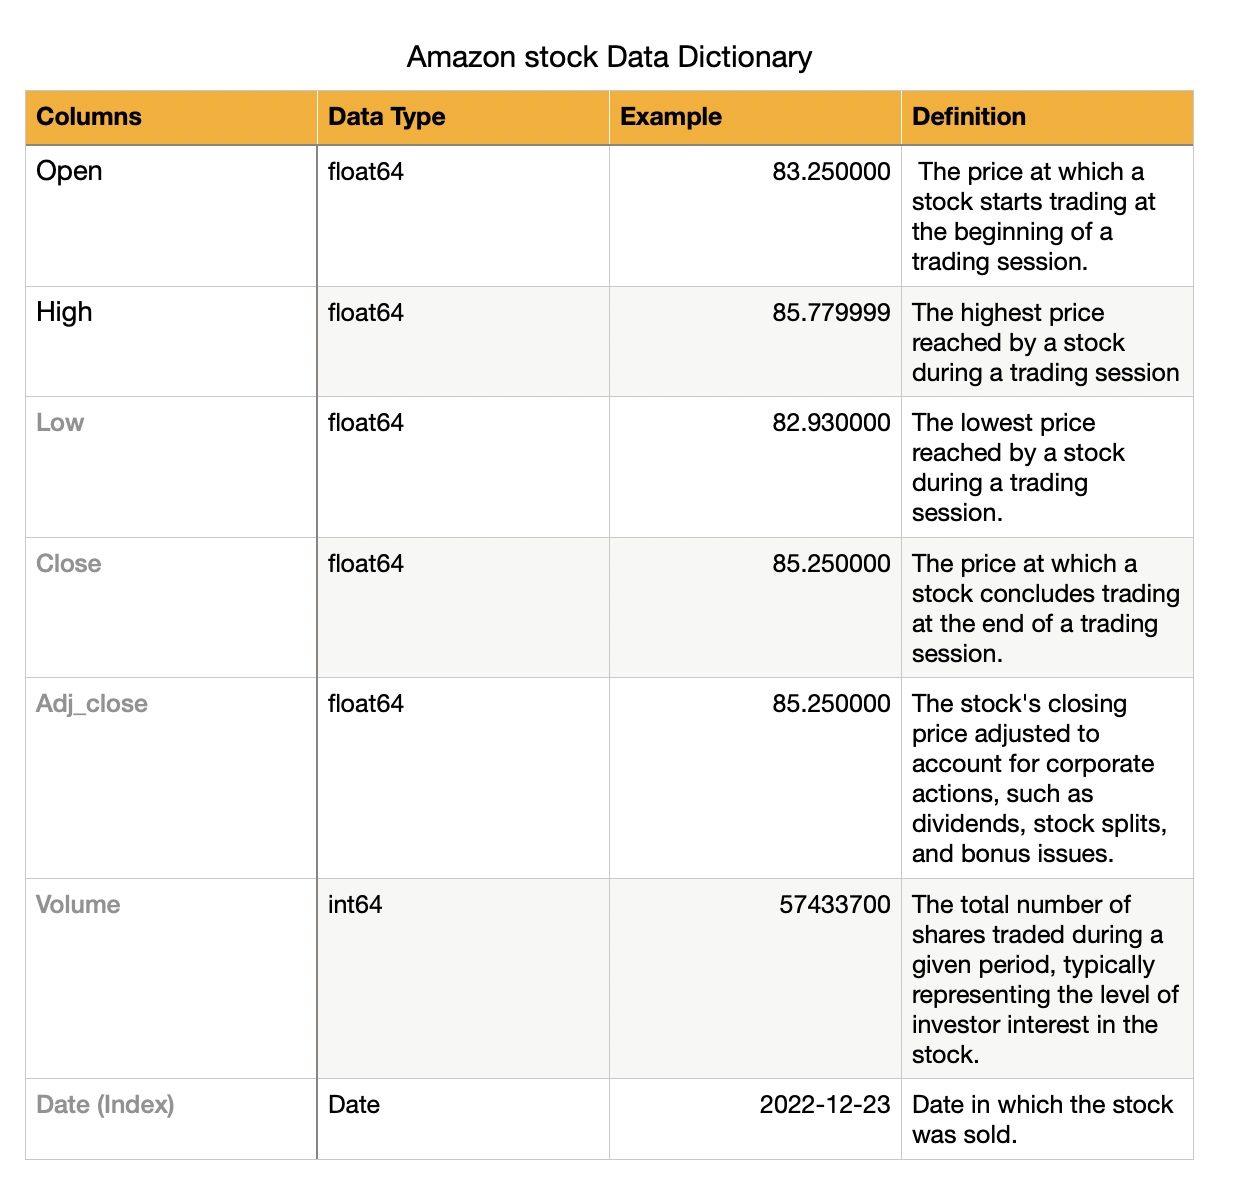 Amazon stock Data Dictionary
Columns Data Type Example Definition
Open float64 83.250000 The price at which a
stock starts trading at
the beginning of a
trading session.
High float64 85.779999 The highest price
reached by a stock
during a trading session
Low float64 82.930000 The lowest price
reached by a stock
during a trading
session.
Close float64 85.250000 The price at which a
stock concludes trading
at the end of a trading
session.
Adj_close float64 85.250000 The stock's closing
price adjusted to
account for corporate
actions, such as
dividends, stock splits,
and bonus issues.
Volume int64 57433700 The total number of
shares traded during a
given period, typically
representing the level of
investor interest in the
stock.
Date (Index) Date 2022-12-23 Date in which the stock
was sold.